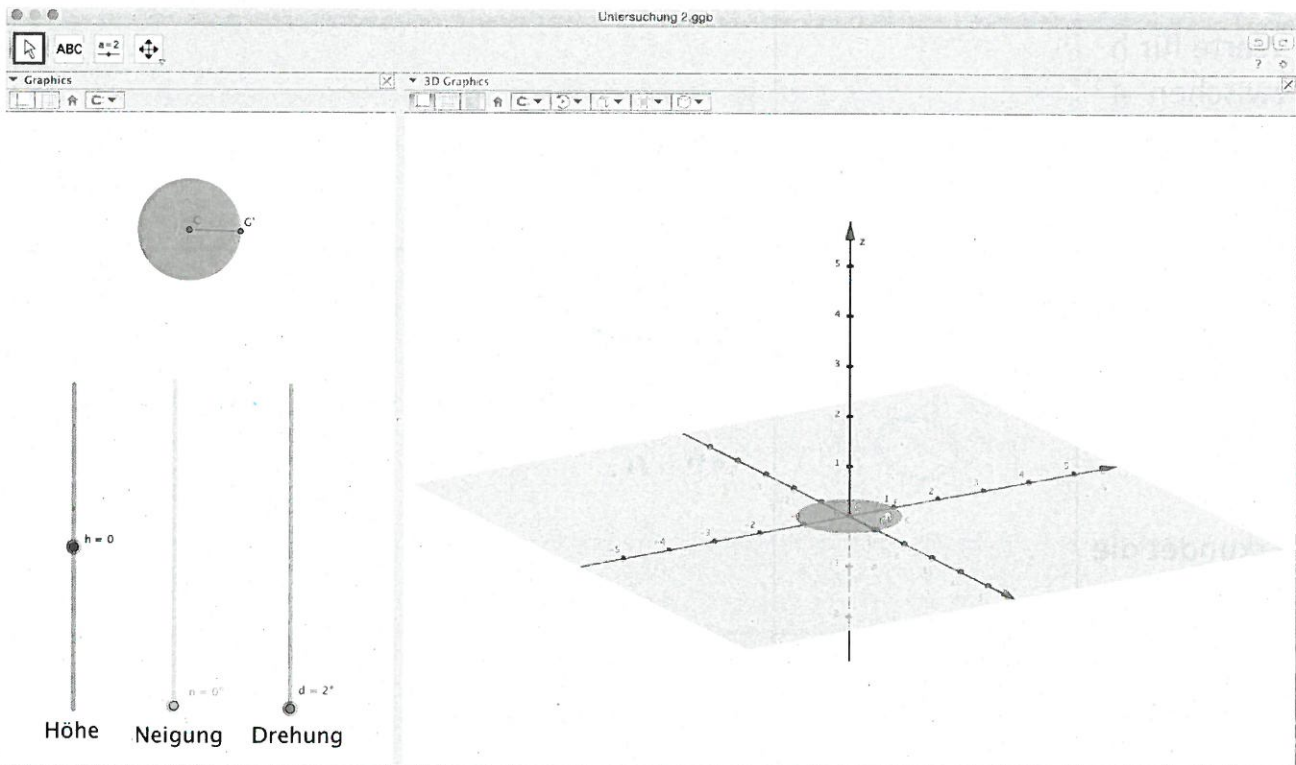 Untersuchung 2.ggb
ABC
a=2
Graphics
3D Graphics
C
C'
z
5
4
3
2
1
-5 -4 -3 -2 1 2 3 4 5
h = 0
n = 0°
d = 2°
Höhe Neigung Drehung